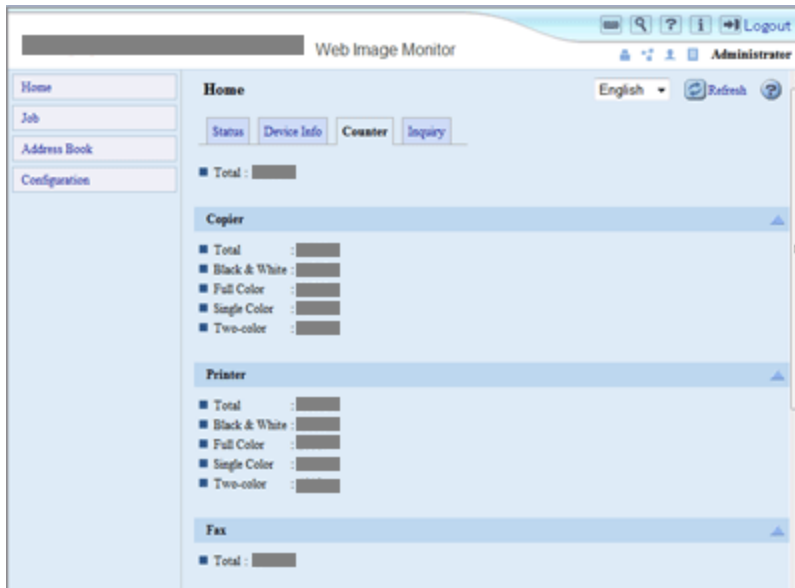 Logout
Web Image Monitor
Administrator
Home
Job
Address Book
Configuration
Home
English
Refresh
Status Device Info Counter Inquiry
Total :
Copier
Total :
Black & White :
Full Color :
Single Color :
Two-color :
Printer
Total :
Black & White :
Full Color :
Single Color :
Two-color :
Fax
Total :